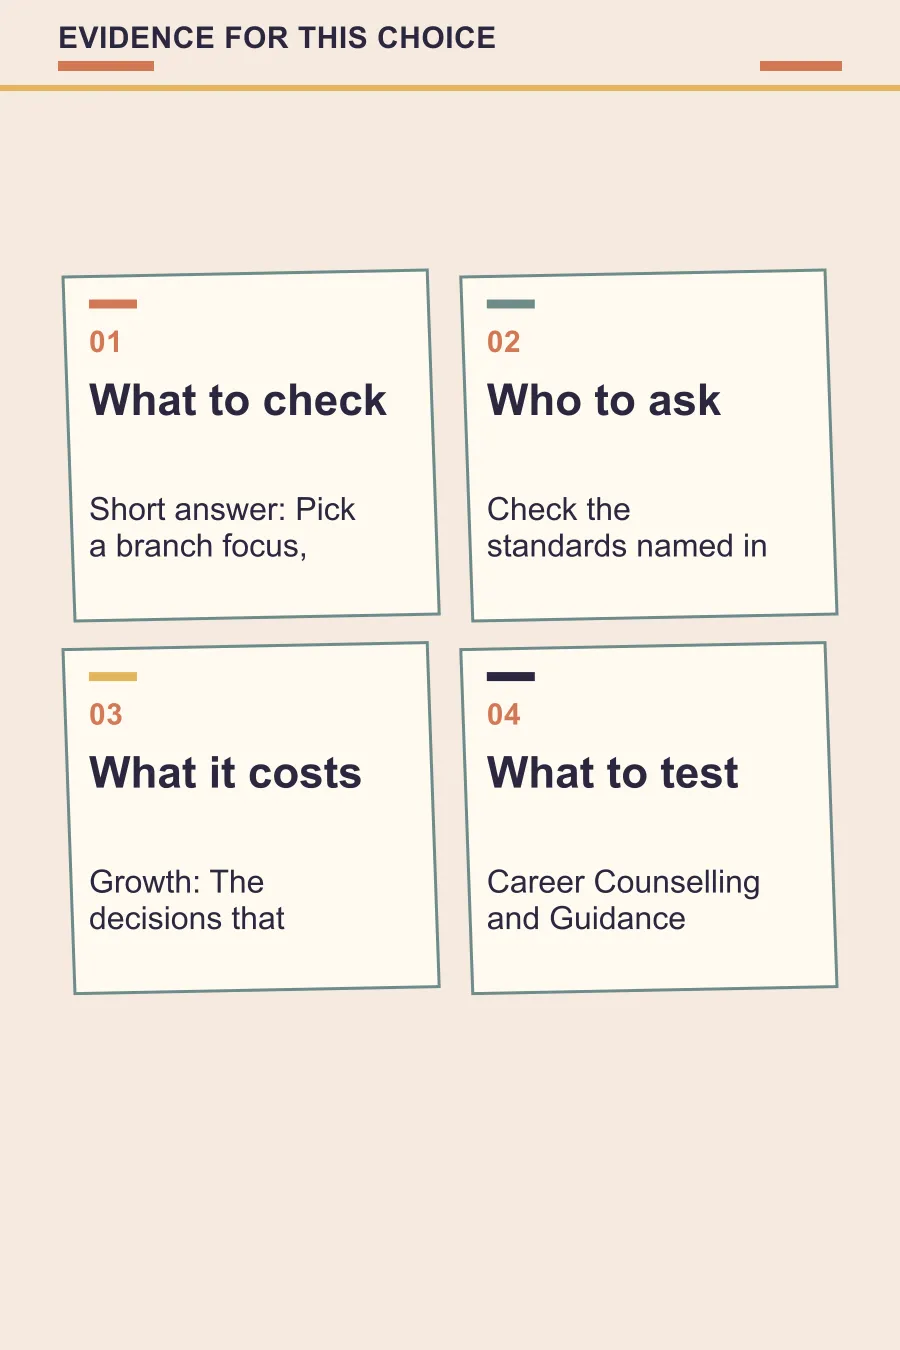 EVIDENCE FOR THIS CHOICE
01
What to check
Short answer: Pick
a branch focus,
02
Who to ask
Check the
standards named in
03
What it costs
Growth: The
decisions that
04
What to test
Career Counselling
and Guidance